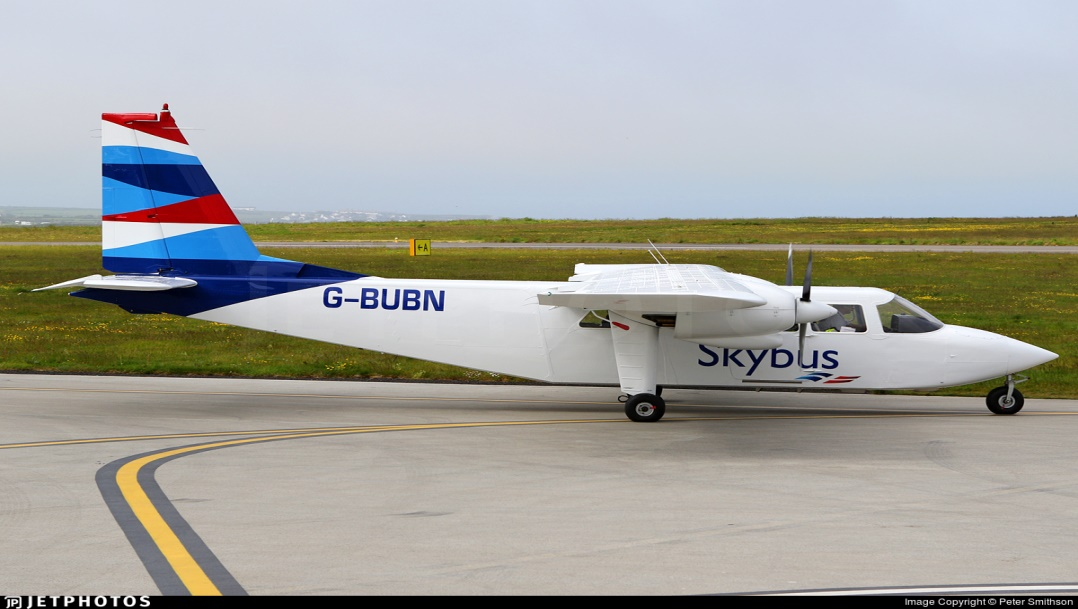 ←A
G-BUBN
Skybus
JETPHOTOS
Image Copyright © Peter Smithson